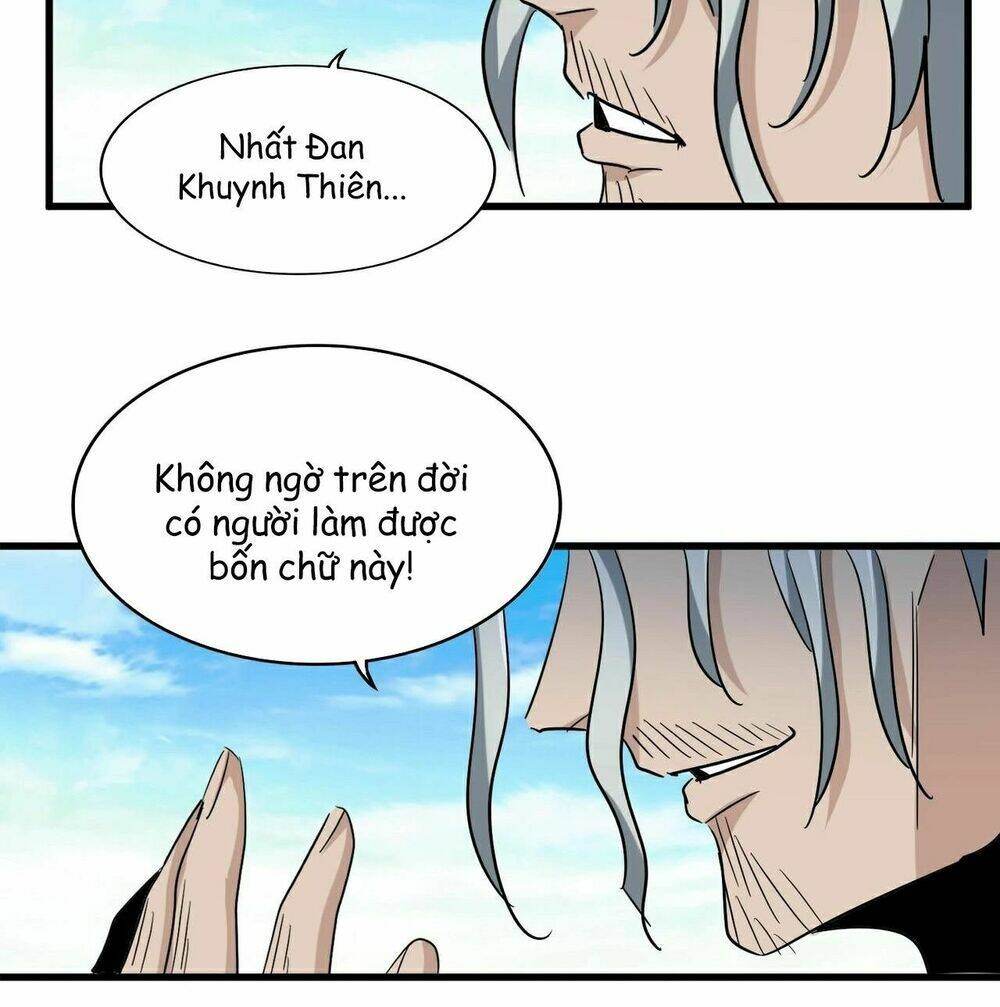 Nhất Đan
Khuynh Thiên...
Không ngờ trên đời
có người làm được
bốn chữ này!